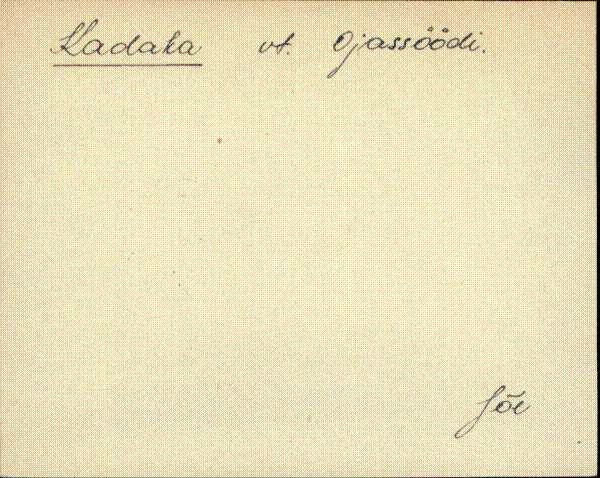 Kadaka vt. Ojassöödi.
Jõe